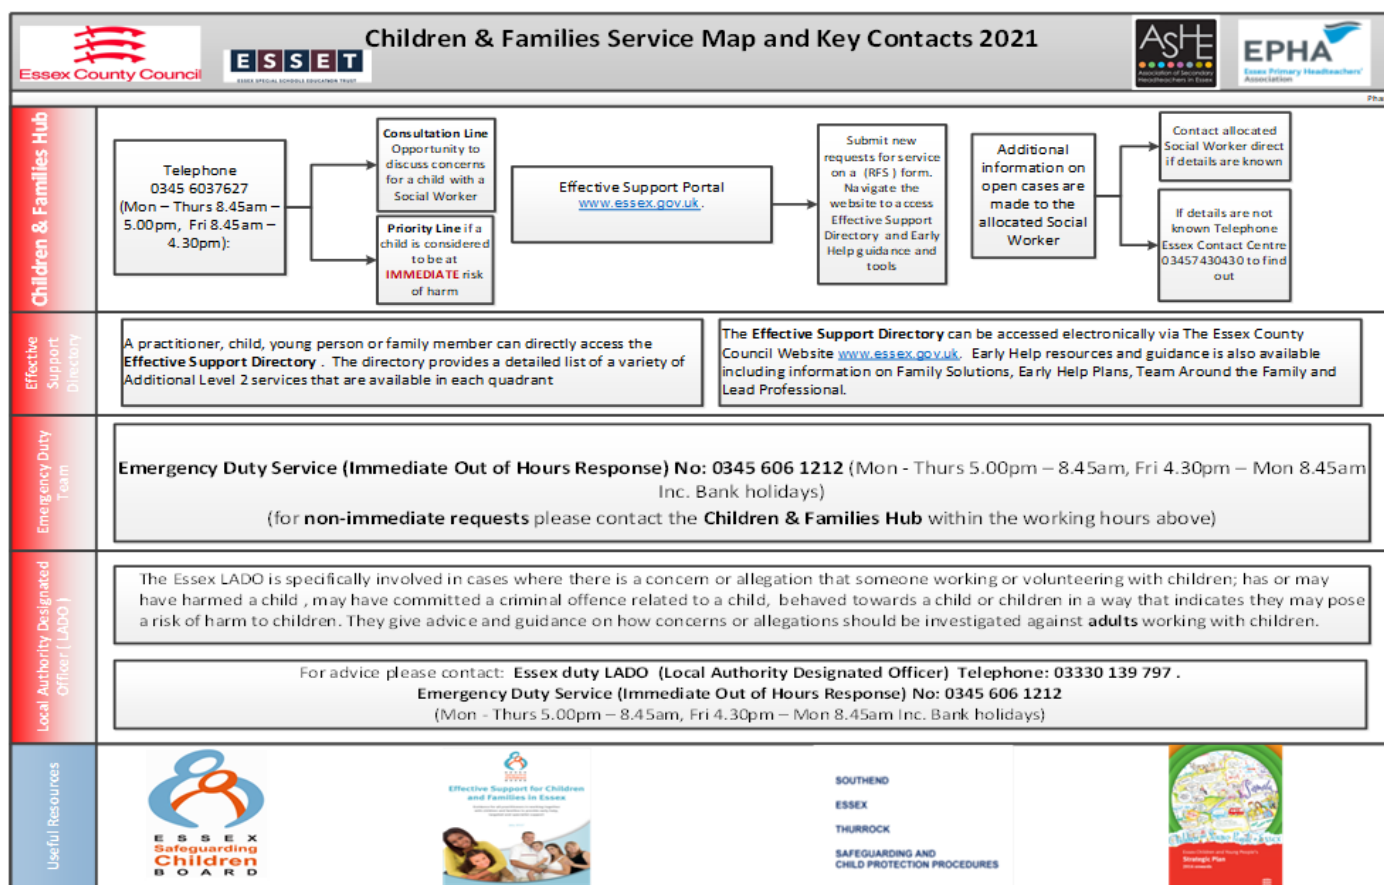 Children & Families Service Map and Key Contacts 2021
Essex County Council
ESSET
ESSEX SPECIAL SCHOOLS EDUCATION TRUST
ASHE
Association of Secondary
Headteachers in Essex
EPHA
Essex Primary Headteachers'
Association
Pha
Children & Families Hub
Telephone
0345 6037627
(Mon – Thurs 8.45am –
5.00pm, Fri 8.45am –
4.30pm):
Consultation Line
Opportunity to
discuss concerns
for a child with a
Social Worker
Priority Line if a
child is considered
to be at
IMMEDIATE risk
of harm
Effective Support Portal
www.essex.gov.uk .
Submit new
requests for service
on a (RFS ) form.
Navigate the
website to access
Effective Support
Directory and Early
Help guidance and
tools
Additional
information on
open cases are
made to the
allocated Social
Worker
Contact allocated
Social Worker direct
if details are known
If details are not
known Telephone
Essex Contact Centre
03457430430 to find
out
Effective
Support
Directory
A practitioner, child, young person or family member can directly access the
Effective Support Directory . The directory provides a detailed list of a variety of
Additional Level 2 services that are available in each quadrant
The Effective Support Directory can be accessed electronically via The Essex County
Council Website www.essex.gov.uk. Early Help resources and guidance is also available
including information on Family Solutions, Early Help Plans, Team Around the Family and
Lead Professional.
Emergency Duty
Team
Emergency Duty Service (Immediate Out of Hours Response) No: 0345 606 1212 (Mon - Thurs 5.00pm – 8.45am, Fri 4.30pm – Mon 8.45am
Inc. Bank holidays)
(for non-immediate requests please contact the Children & Families Hub within the working hours above)
Local Authority Designated
Officer ( LADO )
The Essex LADO is specifically involved in cases where there is a concern or allegation that someone working or volunteering with children; has or may
have harmed a child , may have committed a criminal offence related to a child, behaved towards a child or children in a way that indicates they may pose
a risk of harm to children. They give advice and guidance on how concerns or allegations should be investigated against adults working with children.
For advice please contact: Essex duty LADO (Local Authority Designated Officer) Telephone: 03330 139 797 .
Emergency Duty Service (Immediate Out of Hours Response) No: 0345 606 1212
(Mon - Thurs 5.00pm – 8.45am, Fri 4.30pm – Mon 8.45am Inc. Bank holidays)
Useful Resources
ESSEX
Safeguarding
Children
BOARD
Effective Support for Children
and Families in Essex
SOUTHEND
ESSEX
THURROCK
SAFEGUARDING AND
CHILD PROTECTION PROCEDURES
Essex Children and Young People's
Strategic Plan